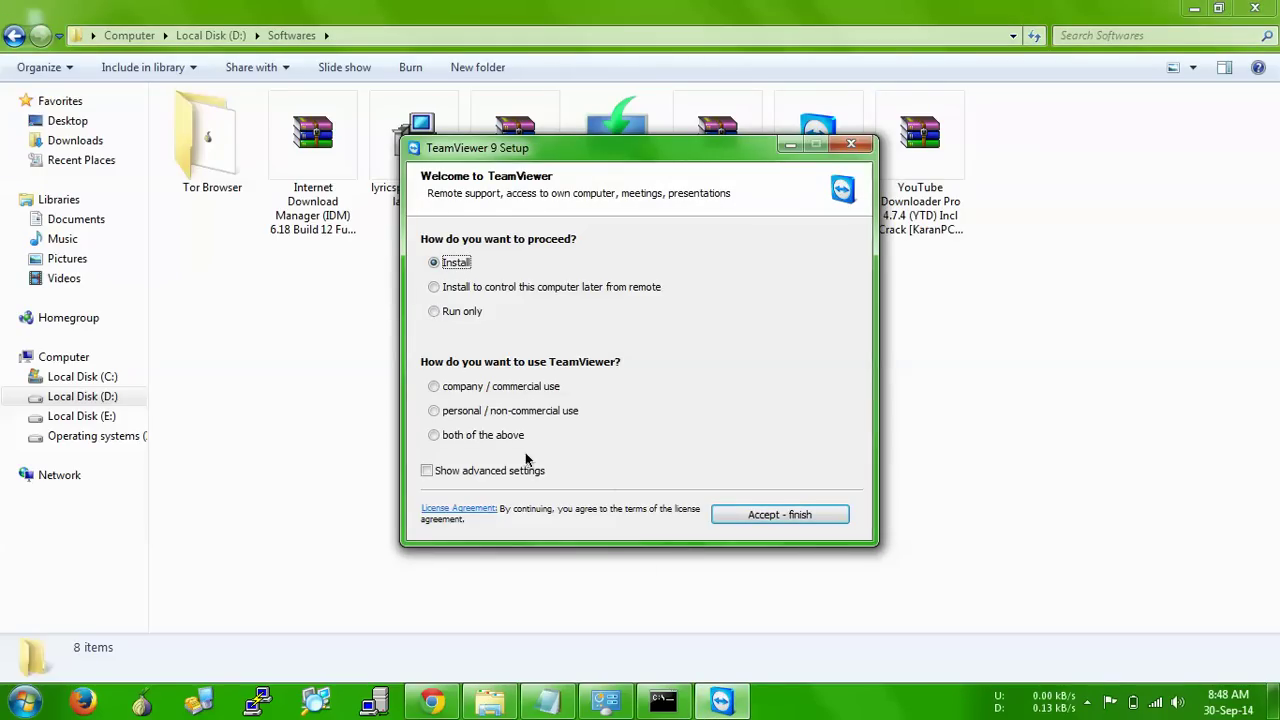 Computer
Local Disk (D:)
Softwares
Search Softwares
Organize
Include in library
Share with
Slide show
Burn
New folder
Favorites
Desktop
Downloads
Recent Places
Libraries
Documents
Music
Pictures
Videos
Homegroup
Computer
Local Disk (C:)
Local Disk (D:)
Local Disk (E:)
Operating systems (
Network
Tor Browser
Internet
Download
Manager (IDM)
6.18 Build 12 Fu...
lyricsp
la
YouTube
Downloader Pro
4.7.4 (YTD) Incl
Crack [KaranPC...
TeamViewer 9 Setup
Welcome to TeamViewer
Remote support, access to own computer, meetings, presentations
How do you want to proceed?
Install
Install to control this computer later from remote
Run only
How do you want to use TeamViewer?
company / commercial use
personal / non-commercial use
both of the above
Show advanced settings
License Agreement: By continuing, you agree to the terms of the license
agreement.
Accept - finish
8 items
U: 0.00 kB/s
D: 0.13 kB/s
8:48 AM
30-Sep-14